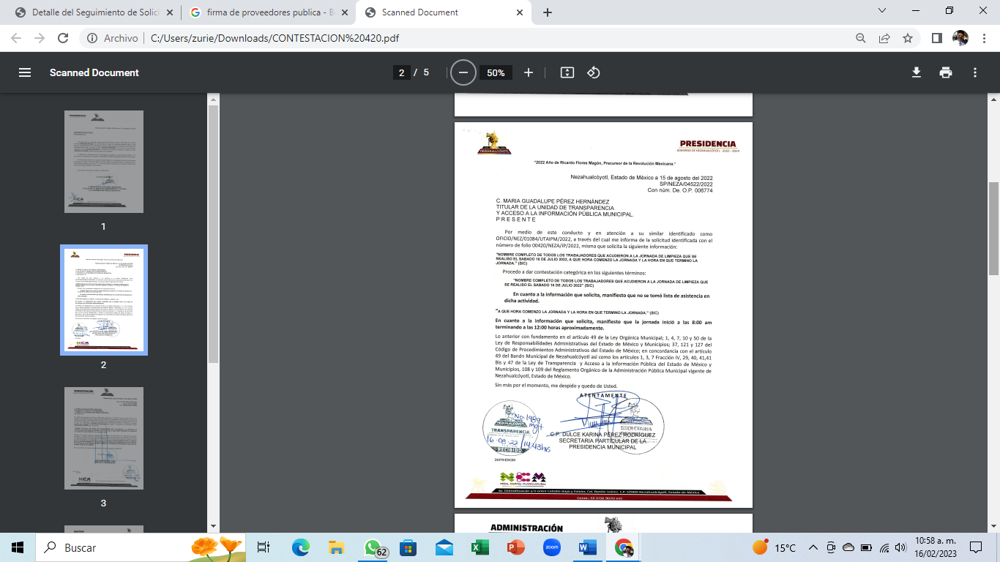 Detalle del Seguimiento de Solici
firma de proveedores publica - B
Scanned Document
Archivo C:/Users/zurie/Downloads/CONTESTACION%20420.pdf
Scanned Document
2 / 5
50%
1
2
3
NEZAHUALCÓYOTL
PRESIDENCIA
GOBIERNO DE NEZAHUALCÓYOTL - 2022 - 2024
"2022 Año de Ricardo Flores Magón, Precursor de la Revolución Mexicana."
Nezahualcóyotl, Estado de México a 15 de agosto del 2022
SP/NEZA/04522/2022
Con núm. De. O.P. 006774
C. MARIA GUADALUPE PÉREZ HERNÁNDEZ
TITULAR DE LA UNIDAD DE TRANSPARENCIA
Y ACCESO A LA INFORMACIÓN PÚBLICA MUNICIPAL.
P R E S E N T E
Por medio de este conducto y en atención a su similar identificado como
OFICIO/NEZ/01084/UTAIPM/2022, a través del cual me informa de la solicitud identificada con el
número de folio 00420/NEZA/IP/2022, misma que solicita la siguiente información:
"NOMBRE COMPLETO DE TODOS LOS TRABAJADORES QUE ACUDIERON A LA JORNADA DE LIMPIEZA QUE SE
REALISO EL SABADO 16 DE JULIO 2022, A QUE HORA COMENZO LA JORNADA Y LA HORA EN QUE TERMINO LA
JORNADA." (SIC)
Procedo a dar contestación categórica en los siguientes términos:
"NOMBRE COMPLETO DE TODOS LOS TRABAJADORES QUE ACUDIERON A LA JORNADA DE LIMPIEZA QUE
SE REALISO EL SABADO 16 DE JULIO 2022" (SIC)
En cuanto a la información que solicita, manifiesto que no se tomó lista de asistencia en
dicha actividad.
"A QUE HORA COMENZO LA JORNADA Y LA HORA EN QUE TERMINO LA JORNADA." (SIC)
En cuanto a la información que solicita, manifiesto que la jornada inició a las 8:00 am
terminando a las 12:00 horas aproximadamente.
Lo anterior con fundamento en el artículo 49 de la Ley Orgánica Municipal; 1, 4, 7, 10 y 50 de la
Ley de Responsabilidades Administrativas del Estado de México y Municipios; 37, 121 y 127 del
Código de Procedimientos Administrativos del Estado de México; en concordancia con el artículo
49 del Bando Municipal de Nezahualcóyotl así como los artículos 1, 3, 7 Fracción IV, 29, 40, 41,41
Bis y 47 de la Ley de Transparencia y Acceso a la Información Pública del Estado de México y
Municipios, 108 y 109 del Reglamento Orgánico de la Administración Pública Municipal vigente de
Nezahualcóyotl, Estado de México.
Sin más por el momento, me despido y quedo de Usted.
A T E N T A M E N T E
No. 1989
mgt
TRANSPARENCIA
16-08-22 / 14:43hrs
RECIBIDO
SECRETARIA
C.P. DULCE KARINA PÉREZ RODRÍGUEZ
SECRETARIA PARTICULAR DE LA
PRESIDENCIA MUNICIPAL
DKPR/ENGM
NCM
NEZA, CAPITAL MULTICULTURAL
Av. Chimalhuacán s/n entre Caballo Bayo y Faisán, Col. Benito Juárez, C.P. 57000 Nezahualcóyotl, Estado de México
Conm.: 55 5716 9070 ext.
ADMINISTRACIÓN
Buscar
62
zoom
15°C
10:58 a. m.
16/02/2023